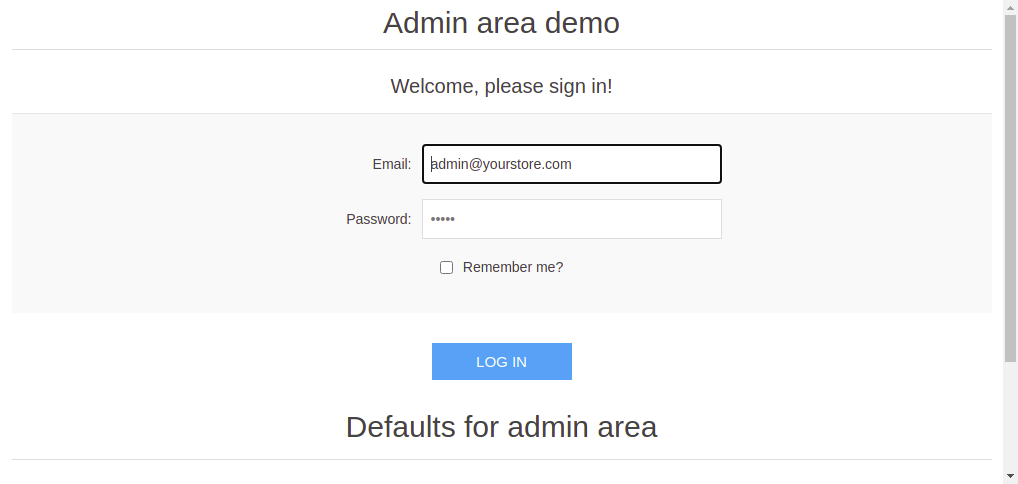 Admin area demo
Welcome, please sign in!
Email: admin@yourstore.com
Password: •••••
Remember me?
LOG IN
Defaults for admin area